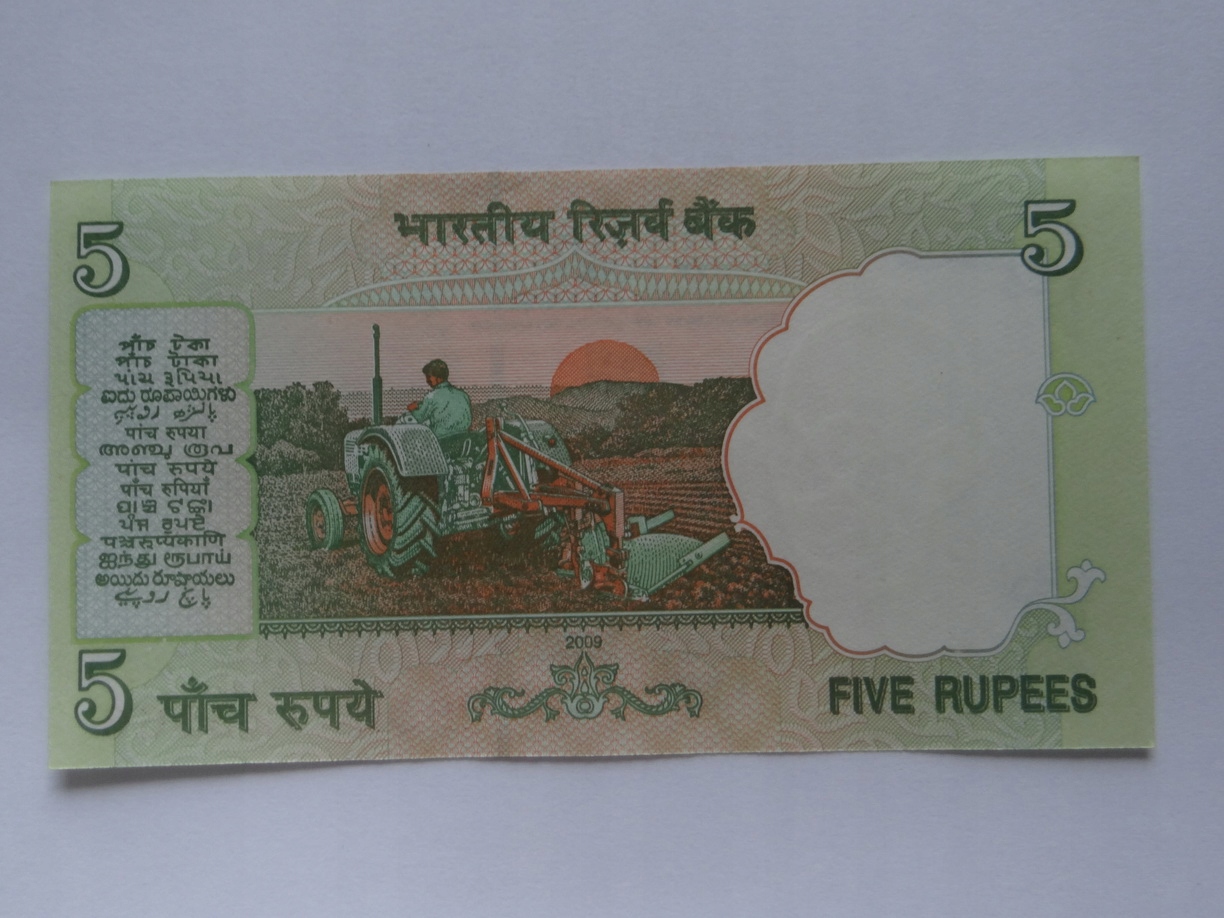 भारतीय रिज़र्व बैंक
5
5
পাঁচ টকা
পাঁচ টাকা
પાંચ રૂપિયા
ಐದು ರೂಪಾಯಿಗಳು
पांच रुपया
അഞ്ചു രൂപ
पांच रुपये
पाँच रुपियाँ
ପାଞ୍ଚ ଟଙ୍କା
ਪੰਜ ਰੁਪਏ
पञ्चरूप्यकाणि
ஐந்து ரூபாய்
అయిదు రూపాయలు
2009
5
पाँच रुपये
FIVE RUPEES